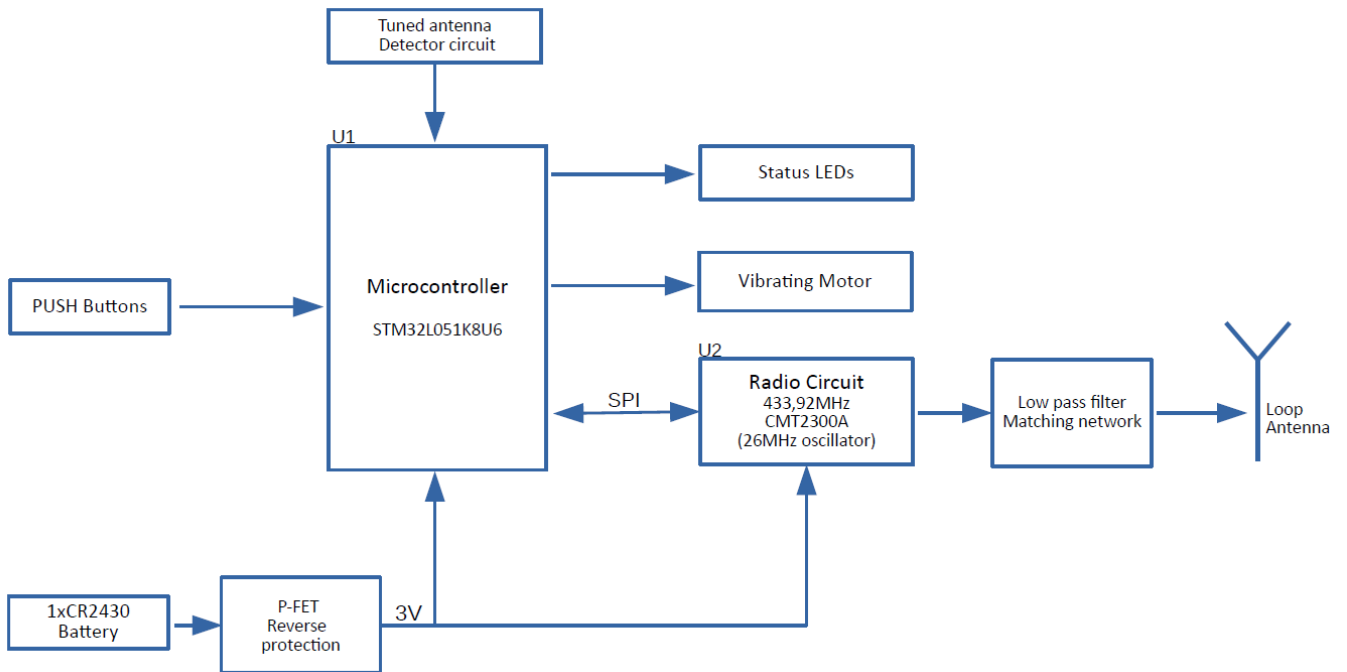 Tuned antenna
Detector circuit
U1
Status LEDs
Microcontroller
STM32L051K8U6
Vibrating Motor
PUSH Buttons
U2
Radio Circuit
433,92MHz
CMT2300A
(26MHz oscillator)
SPI
Low pass filter
Matching network
Loop
Antenna
1xCR2430
Battery
P-FET
Reverse
protection
3V